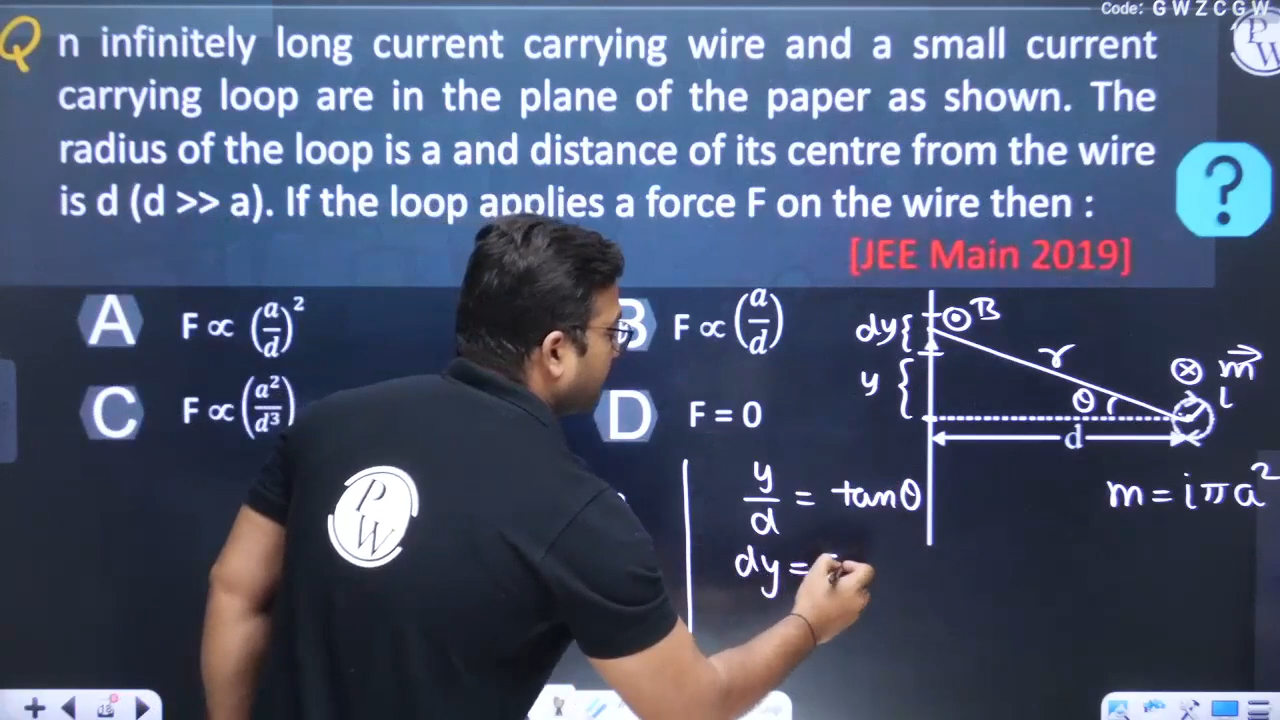 Code: G W Z C G W
Q n infinitely long current carrying wire and a small current
carrying loop are in the plane of the paper as shown. The
radius of the loop is a and distance of its centre from the wire
is d (d >> a). If the loop applies a force F on the wire then :
[JEE Main 2019]
?
A F ∝ (a/d)²
B F ∝ (a/d)
C F ∝ (a²/d³)
D F = 0
dy{ ⊙B
y {
r
θ
⊗ m⃗
i
d
y/d = tanθ
m = iπa²
dy =
P W
P W